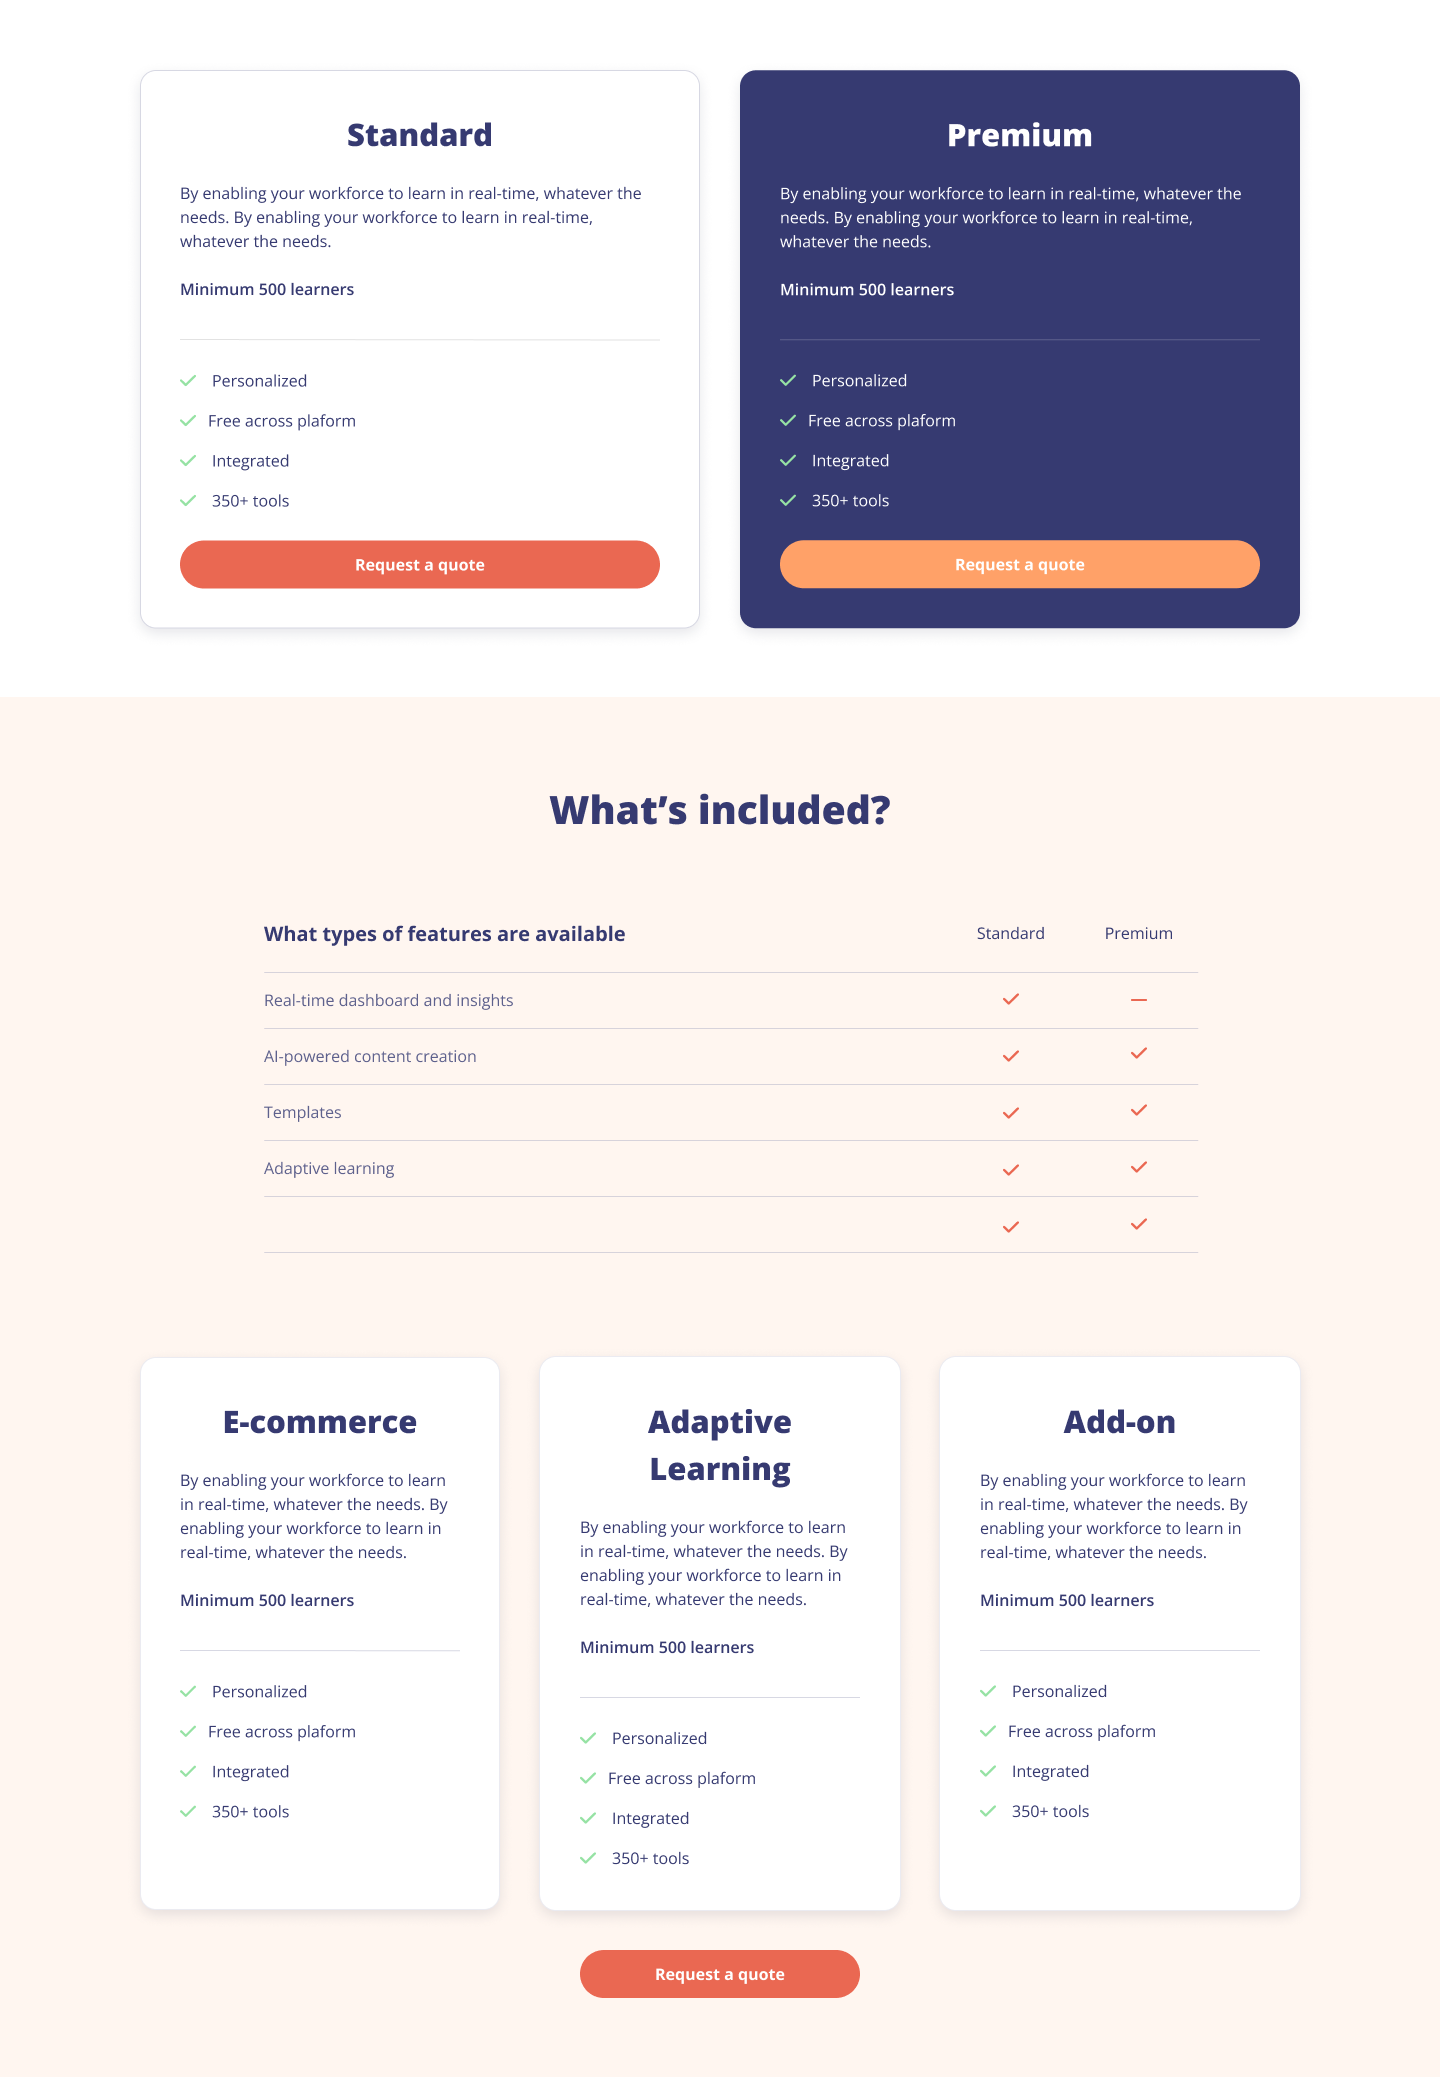 Standard
By enabling your workforce to learn in real-time, whatever the
needs. By enabling your workforce to learn in real-time,
whatever the needs.
Minimum 500 learners
Personalized
Free across plaform
Integrated
350+ tools
Request a quote
Premium
By enabling your workforce to learn in real-time, whatever the
needs. By enabling your workforce to learn in real-time,
whatever the needs.
Minimum 500 learners
Personalized
Free across plaform
Integrated
350+ tools
Request a quote
What’s included?
What types of features are available Standard Premium
Real-time dashboard and insights
AI-powered content creation
Templates
Adaptive learning
E-commerce
By enabling your workforce to learn
in real-time, whatever the needs. By
enabling your workforce to learn in
real-time, whatever the needs.
Minimum 500 learners
Personalized
Free across plaform
Integrated
350+ tools
Adaptive
Learning
By enabling your workforce to learn
in real-time, whatever the needs. By
enabling your workforce to learn in
real-time, whatever the needs.
Minimum 500 learners
Personalized
Free across plaform
Integrated
350+ tools
Add-on
By enabling your workforce to learn
in real-time, whatever the needs. By
enabling your workforce to learn in
real-time, whatever the needs.
Minimum 500 learners
Personalized
Free across plaform
Integrated
350+ tools
Request a quote